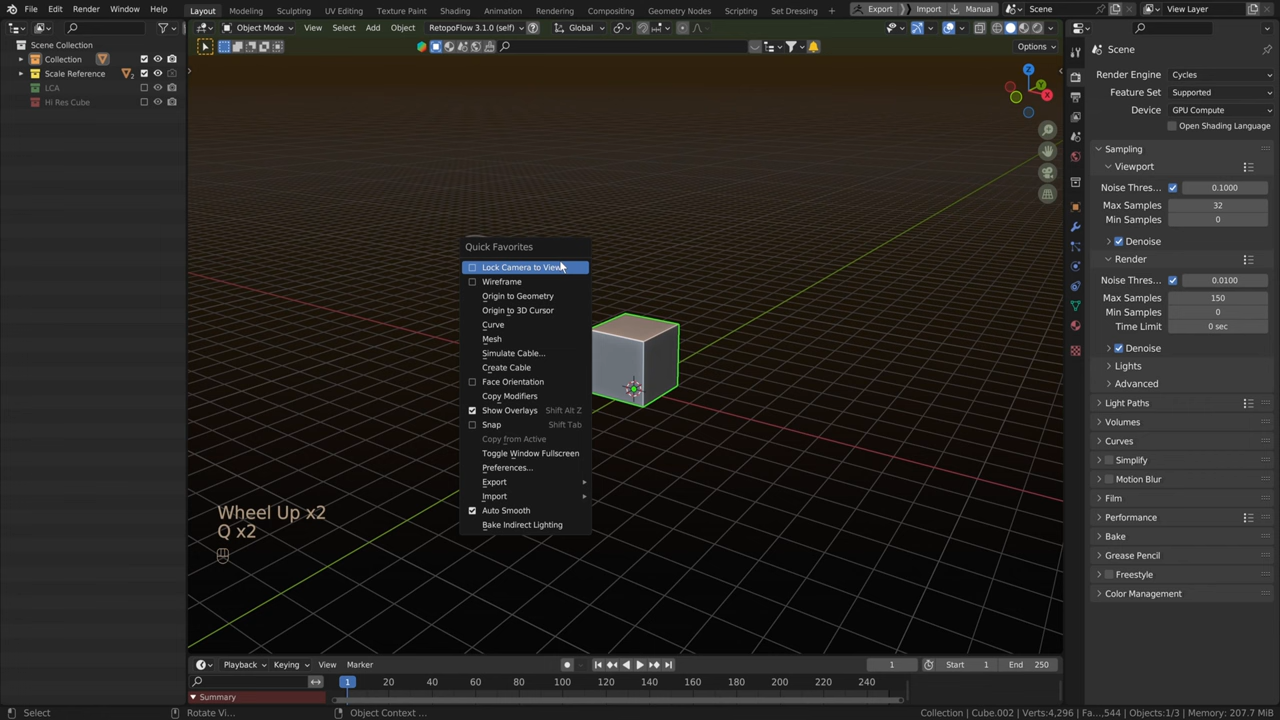 File Edit Render Window Help Layout Modeling Sculpting UV Editing Texture Paint Shading Animation Rendering Compositing Geometry Nodes Scripting Set Dressing + Export Import Manual Scene View Layer
Object Mode View Select Add Object RetopoFlow 3.1.0 (self) Global
Options
Scene Collection
Collection
Scale Reference 2
LCA
Hi Res Cube
Z
Y
X
Quick Favorites
Lock Camera to View
Wireframe
Origin to Geometry
Origin to 3D Cursor
Curve
Mesh
Simulate Cable...
Create Cable
Face Orientation
Copy Modifiers
Show Overlays Shift Alt Z
Snap Shift Tab
Copy from Active
Toggle Window Fullscreen
Preferences...
Export
Import
Auto Smooth
Bake Indirect Lighting
Wheel Up x2
Q x2
Scene
Render Engine Cycles
Feature Set Supported
Device GPU Compute
Open Shading Language
Sampling
Viewport
Noise Thres... 0.1000
Max Samples 32
Min Samples 0
Denoise
Render
Noise Thres... 0.0100
Max Samples 150
Min Samples 0
Time Limit 0 sec
Denoise
Lights
Advanced
Light Paths
Volumes
Curves
Simplify
Motion Blur
Film
Performance
Bake
Grease Pencil
Freestyle
Color Management
Playback Keying View Marker 1 Start 1 End 250
1 20 40 60 80 100 120 140 160 180 200 220 240
Summary
Select Rotate Vi... Object Context ... Collection | Cube.002 | Verts:4,296 | Fa...,544 | Objects:1/3 | Memory: 207.7 MiB